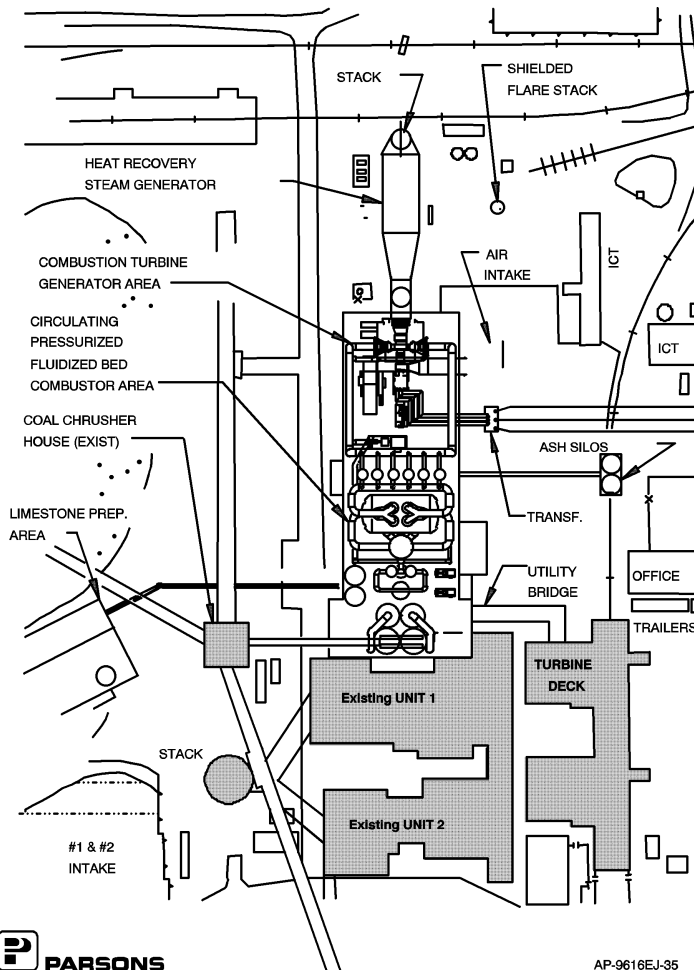 STACK
SHIELDED
FLARE STACK
HEAT RECOVERY
STEAM GENERATOR
ICT
AIR
INTAKE
COMBUSTION TURBINE
GENERATOR AREA
CIRCULATING
PRESSURIZED
FLUIDIZED BED
COMBUSTOR AREA
ICT
COAL CHRUSHER
HOUSE (EXIST)
ASH SILOS
LIMESTONE PREP.
AREA
TRANSF.
UTILITY
BRIDGE
OFFICE
TRAILERS
TURBINE
DECK
Existing UNIT 1
STACK
Existing UNIT 2
#1 & #2
INTAKE
P
PARSONS
AP-9616EJ-35